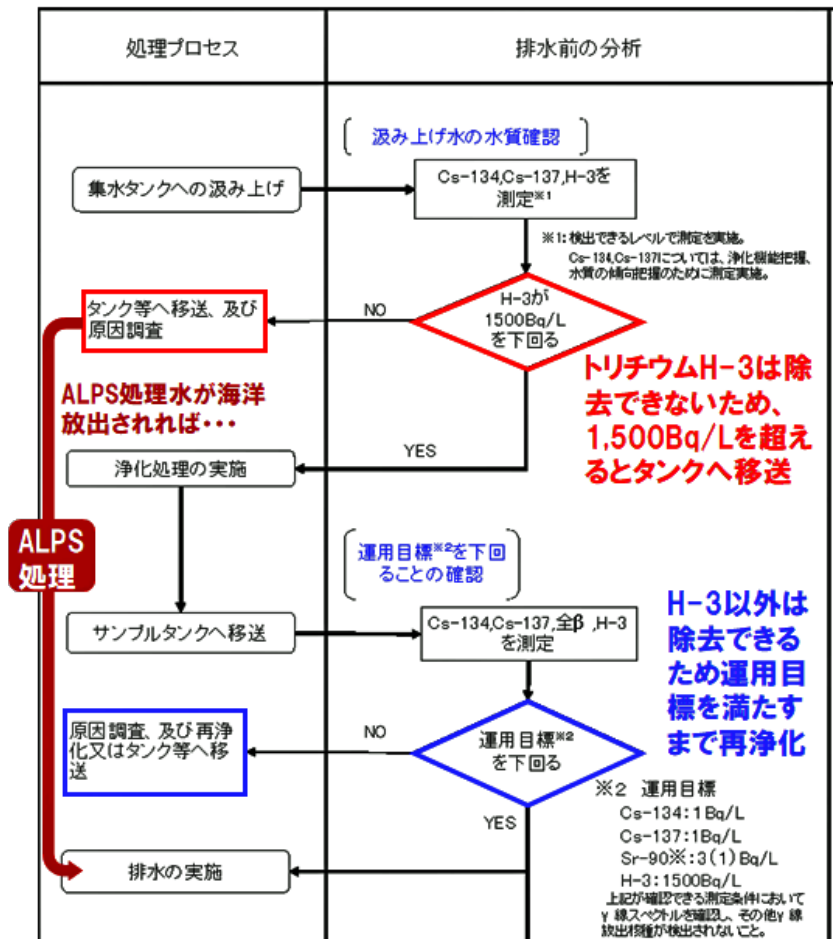 処理プロセス
排水前の分析
汲み上げ水の水質確認
集水タンクへの汲み上げ
Cs-134,Cs-137,H-3を
測定※1
※1:検出できるレベルで測定を実施。
Cs-134,Cs-137については、浄化機能把握、
水質の傾向把握のために測定実施。
H-3が
1500Bq/L
を下回る
NO
タンク等へ移送、及び
原因調査
トリチウムH-3は除
去できないため、
1,500Bq/Lを超え
るとタンクへ移送
ALPS処理水が海洋
放出されれば・・・
YES
浄化処理の実施
ALPS
処理
運用目標※2を下回
ることの確認
サンプルタンクへ移送
Cs-134,Cs-137,全β,H-3
を測定
H-3以外は
除去できる
ため運用目
標を満たす
まで再浄化
原因調査、及び再浄
化又はタンク等へ移
送
NO
運用目標※2
を下回る
YES
※2 運用目標
Cs-134:1Bq/L
Cs-137:1Bq/L
Sr-90※:3(1)Bq/L
H-3:1500Bq/L
上記が確認できる測定条件において
γ線スペクトルを確認し、その他γ線
放出核種が検出されないこと。
排水の実施